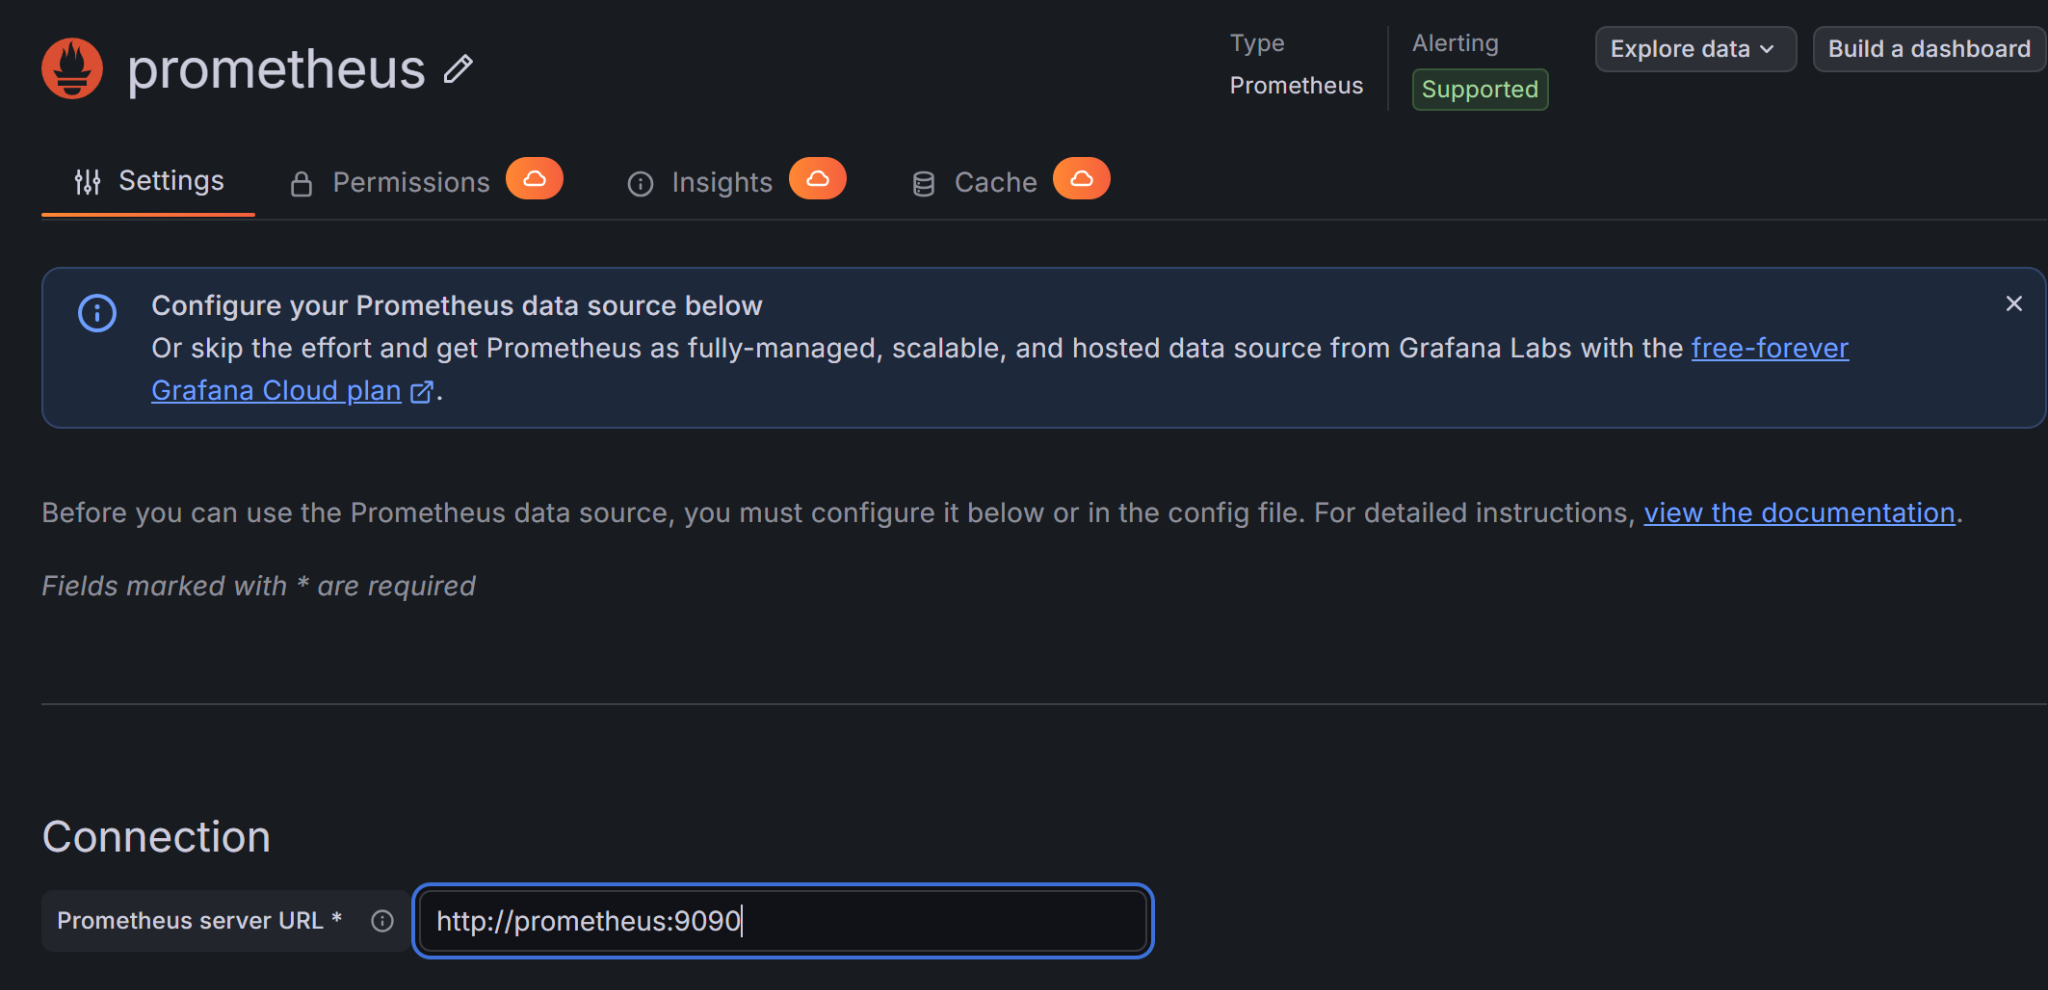 prometheus
Type
Prometheus
Alerting
Supported
Explore data
Build a dashboard
Settings
Permissions
Insights
Cache
Configure your Prometheus data source below
Or skip the effort and get Prometheus as fully-managed, scalable, and hosted data source from Grafana Labs with the free-forever
Grafana Cloud plan .
Before you can use the Prometheus data source, you must configure it below or in the config file. For detailed instructions, view the documentation.
Fields marked with * are required
Connection
Prometheus server URL *
http://prometheus:9090